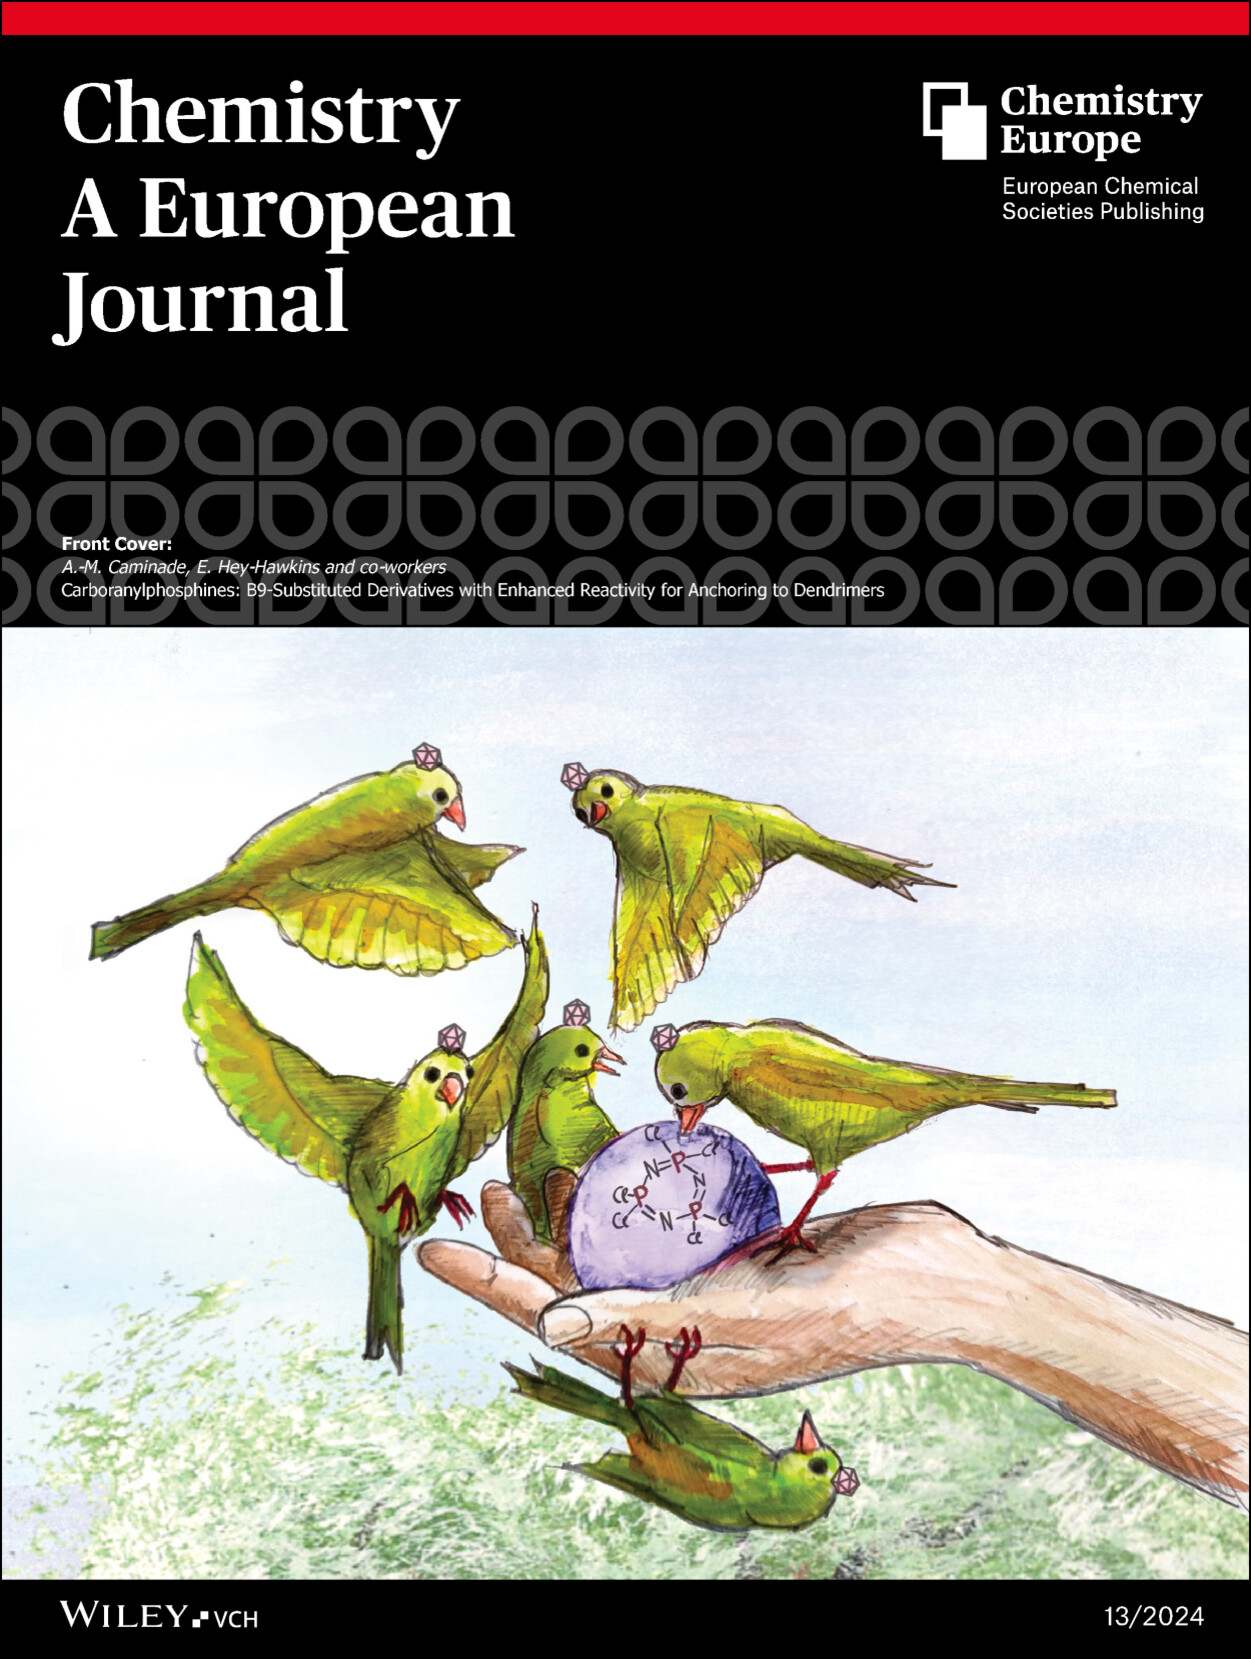 Chemistry
A European
Journal
Chemistry
Europe
European Chemical
Societies Publishing
Front Cover:
A.-M. Caminade, E. Hey-Hawkins and co-workers
Carboranylphosphines: B9-Substituted Derivatives with Enhanced Reactivity for Anchoring to Dendrimers
Cl
Cl
N=P
N
Cl P
P Cl
Cl
N
Cl
WILEY VCH
13/2024